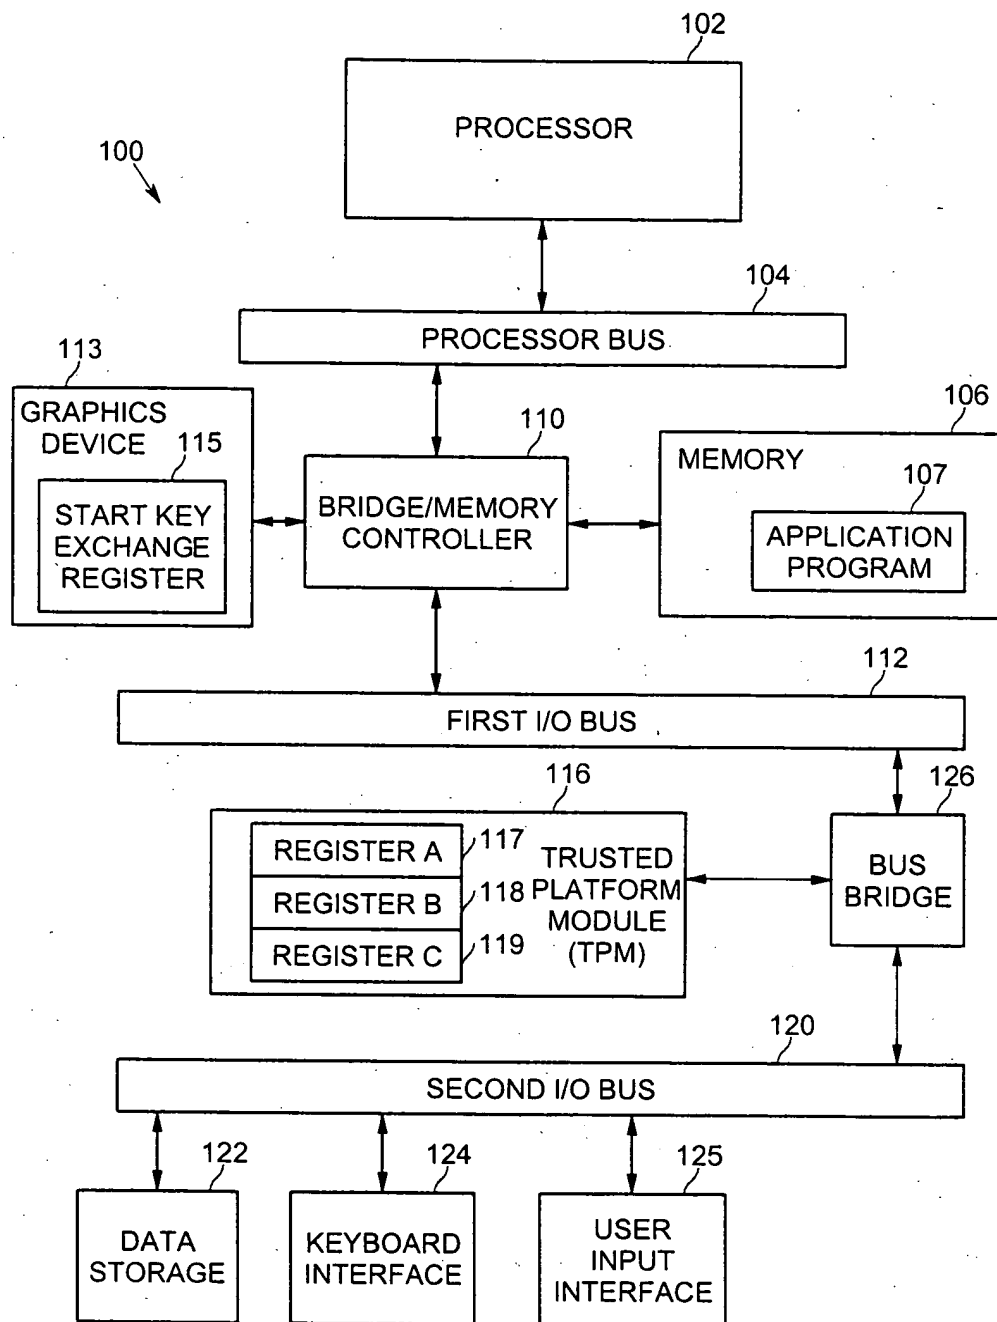 102
PROCESSOR
100
104
PROCESSOR BUS
113
GRAPHICS
DEVICE
115
START KEY
EXCHANGE
REGISTER
110
BRIDGE/MEMORY
CONTROLLER
106
MEMORY
107
APPLICATION
PROGRAM
112
FIRST I/O BUS
116
REGISTER A
117
REGISTER B
118
REGISTER C
119
TRUSTED
PLATFORM
MODULE
(TPM)
126
BUS
BRIDGE
120
SECOND I/O BUS
122
DATA
STORAGE
124
KEYBOARD
INTERFACE
125
USER
INPUT
INTERFACE